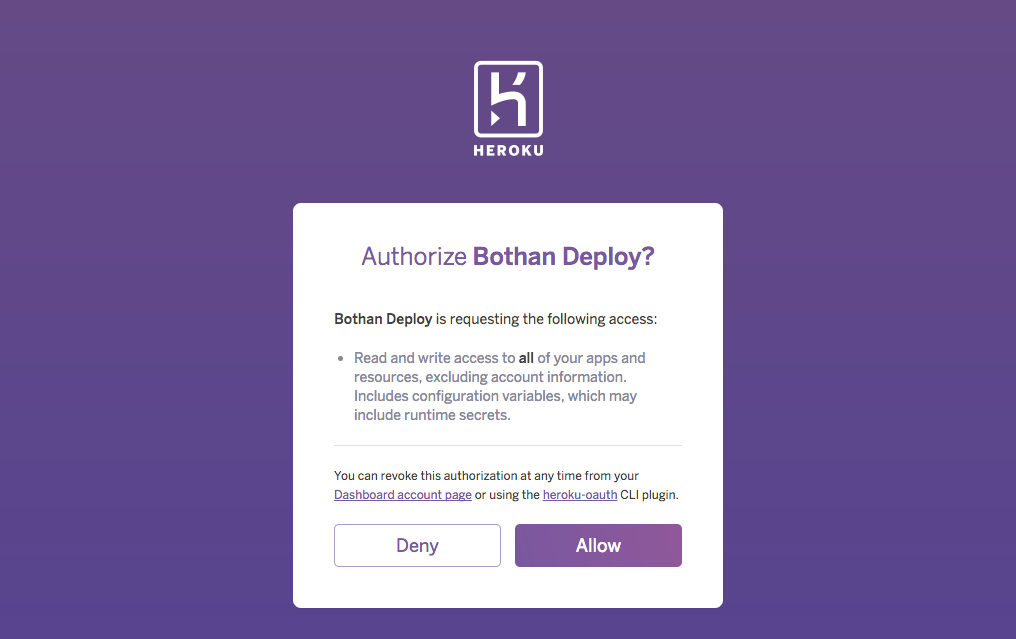 HEROKU
Authorize Bothan Deploy?
Bothan Deploy is requesting the following access:
Read and write access to all of your apps and
resources, excluding account information.
Includes configuration variables, which may
include runtime secrets.
You can revoke this authorization at any time from your
Dashboard account page or using the heroku-oauth CLI plugin.
Deny
Allow